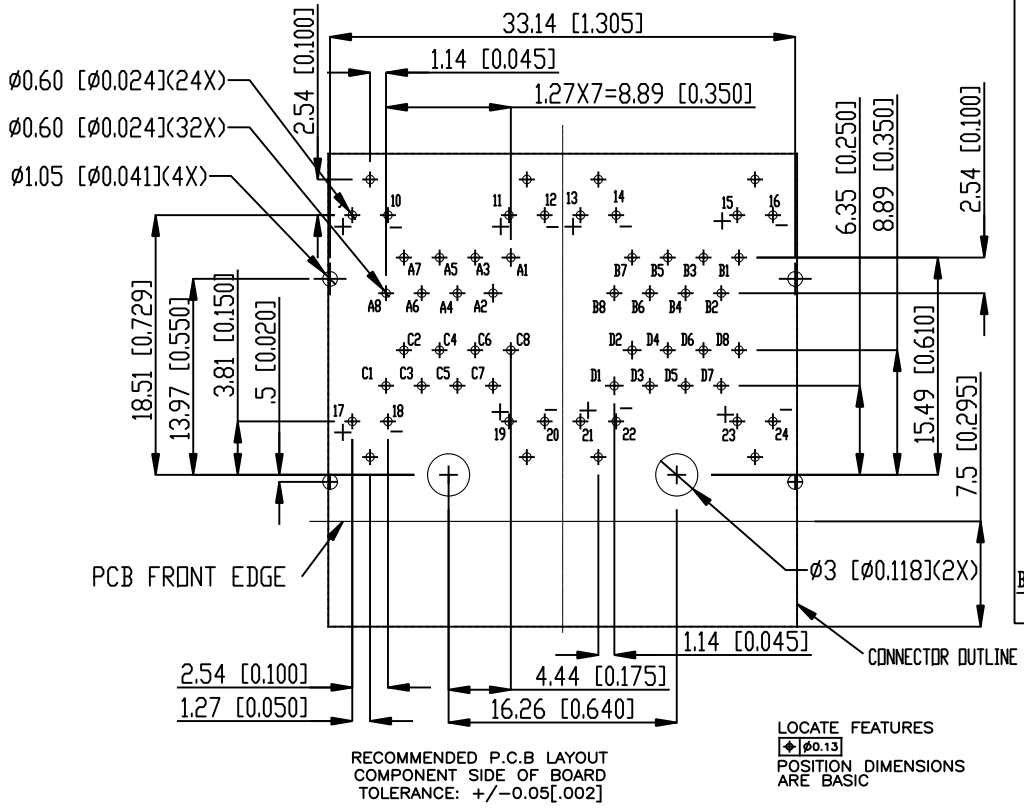 33.14 [1.305]
2.54 [0.100]
1.14 [0.045]
Ø0.60 [Ø0.024](24X)
1.27X7=8.89 [0.350]
Ø0.60 [Ø0.024](32X)
Ø1.05 [Ø0.041](4X)
6.35 [0.250]
8.89 [0.350]
2.54 [0.100]
10
11
12
13
14
15
16
A7
A5
A3
A1
B7
B5
B3
B1
A8
A6
A4
A2
B8
B6
B4
B2
C2
C4
C6
C8
D2
D4
D6
D8
C1
C3
C5
C7
D1
D3
D5
D7
17
18
19
20
21
22
23
24
18.51 [0.729]
13.97 [0.550]
3.81 [0.150]
.5 [0.020]
15.49 [0.610]
7.5 [0.295]
PCB FRONT EDGE
Ø3 [Ø0.118](2X)
B
1.14 [0.045]
CONNECTOR OUTLINE
2.54 [0.100]
4.44 [0.175]
1.27 [0.050]
16.26 [0.640]
LOCATE FEATURES
Ø0.13
POSITION DIMENSIONS
ARE BASIC
RECOMMENDED P.C.B LAYOUT
COMPONENT SIDE OF BOARD
TOLERANCE: +/-0.05[.002]